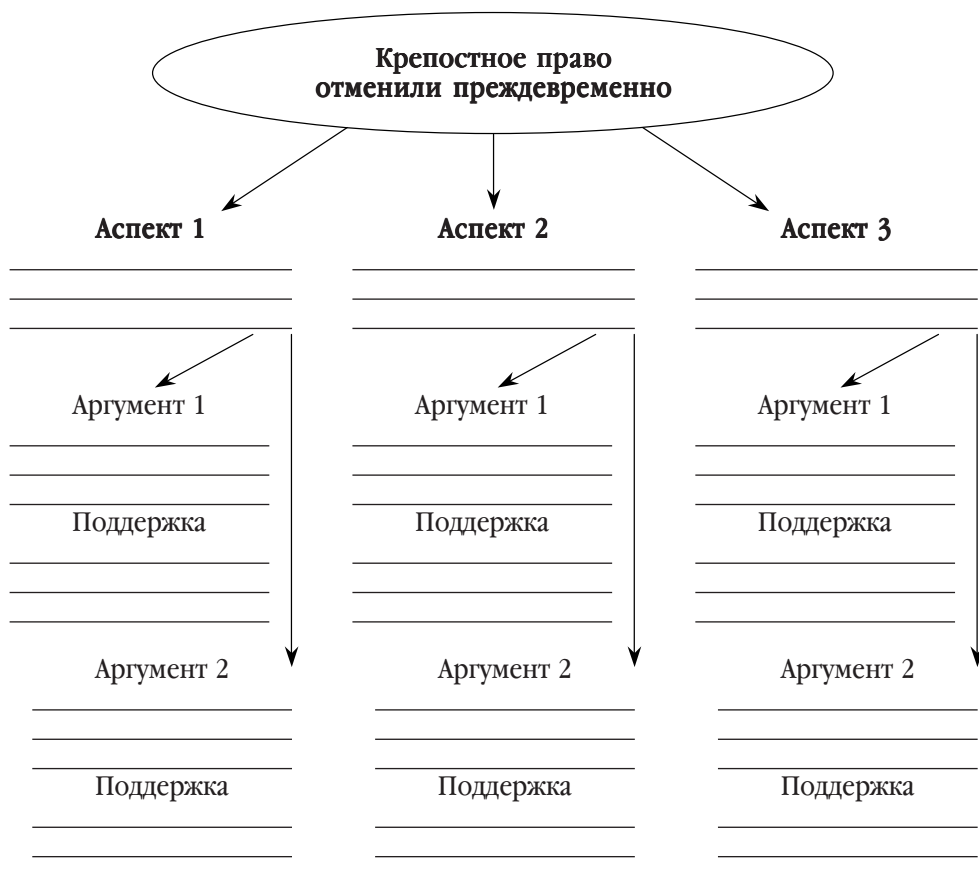 Крепостное право
отменили преждевременно
Аспект 1
Аспект 2
Аспект 3
Аргумент 1
Аргумент 1
Аргумент 1
Поддержка
Поддержка
Поддержка
Аргумент 2
Аргумент 2
Аргумент 2
Поддержка
Поддержка
Поддержка